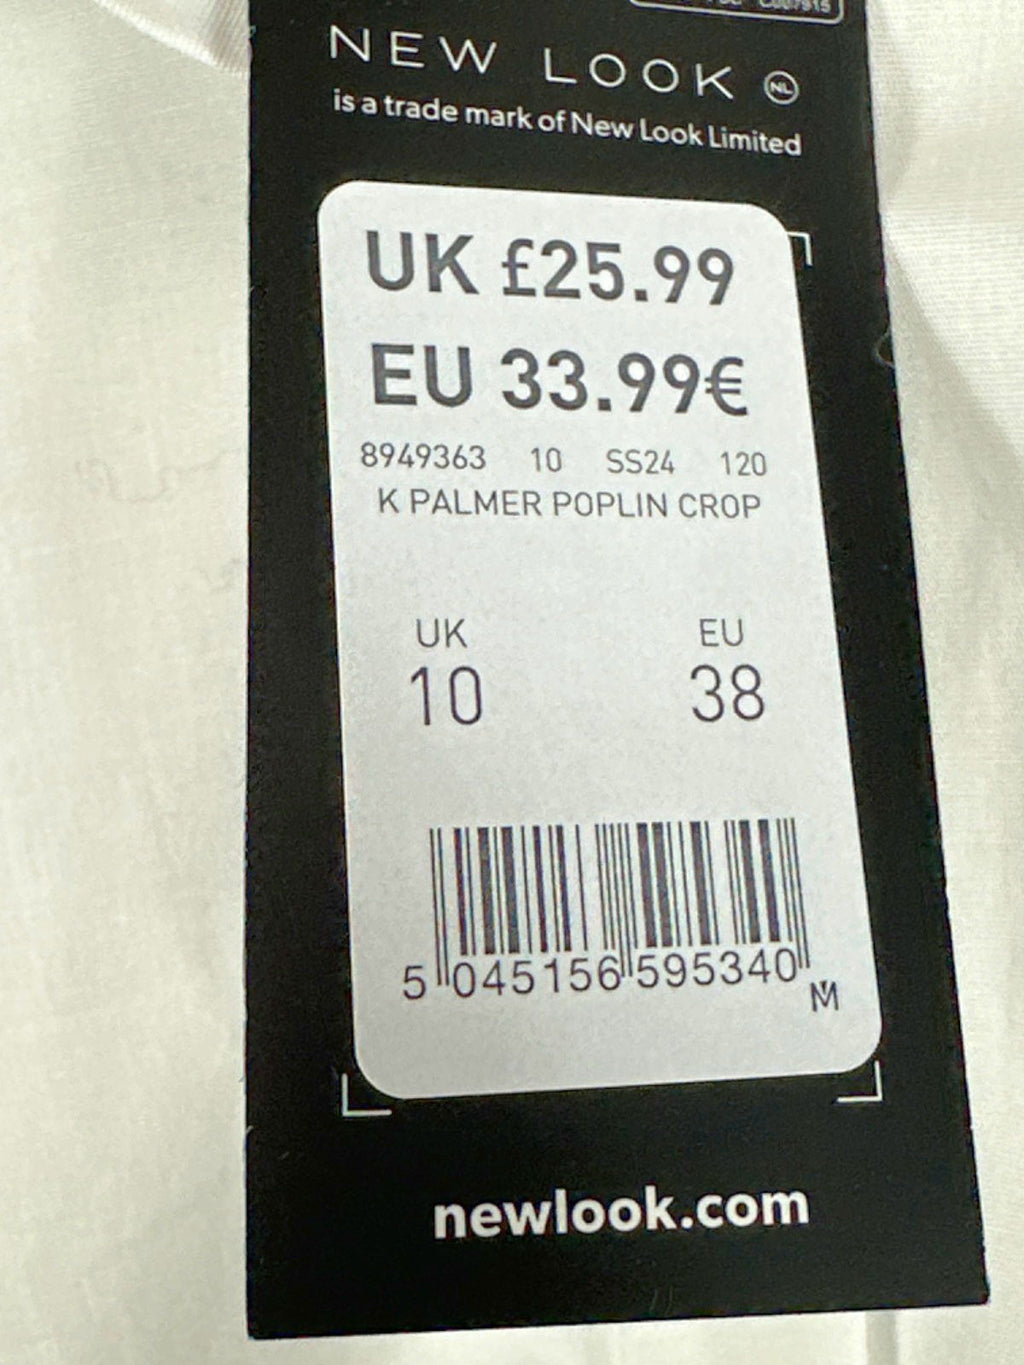 NEW LOOK NL
is a trade mark of New Look Limited
UK £25.99
EU 33.99€
8949363 10 SS24 120
K PALMER POPLIN CROP
UK EU
10 38
5 045156 595340
newlook.com